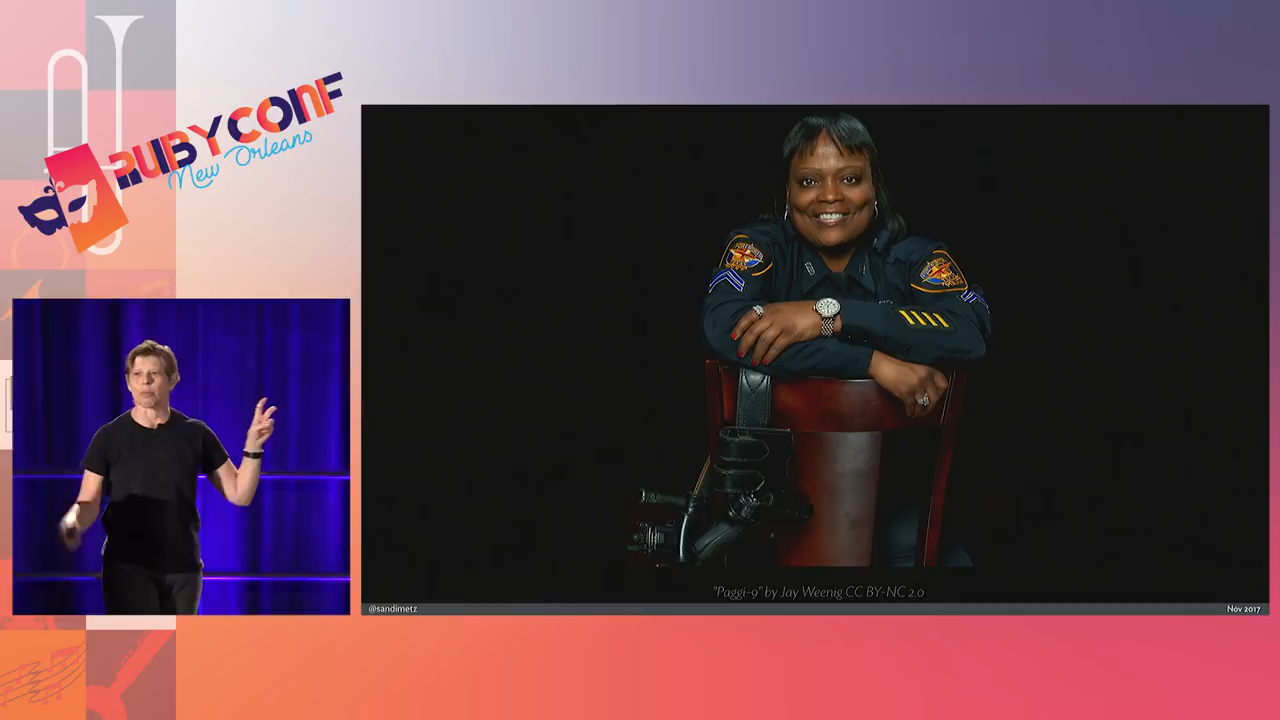 RUBYCONF
New Orleans
"Paggi-9" by Jay Weenig CC BY-NC 2.0
@sandimetz
Nov 2017